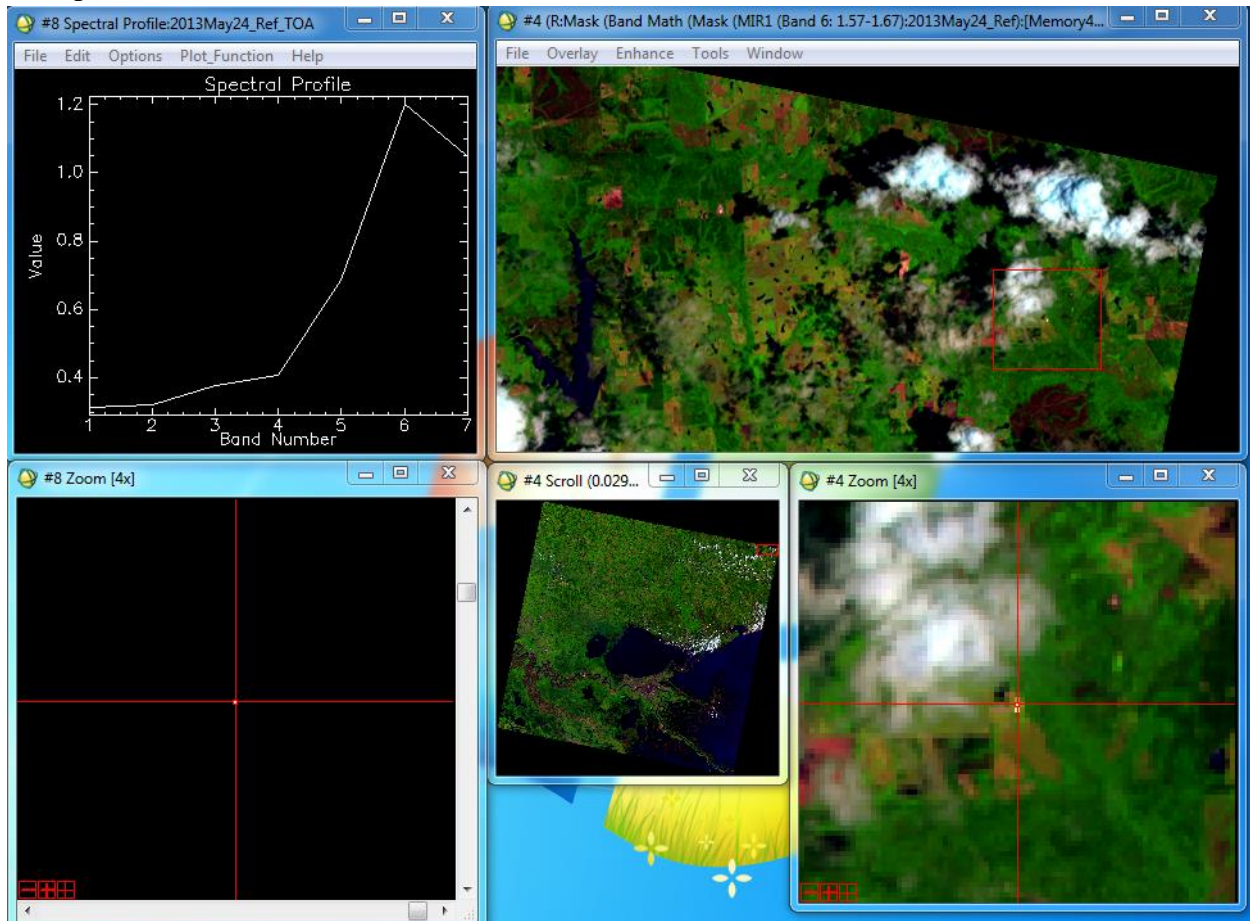 #8 Spectral Profile:2013May24_Ref_TOA
File Edit Options Plot_Function Help
Spectral Profile
1.2
1.0
0.8
0.6
0.4
Value
1 2 3 4 5 6 7
Band Number
#4 (R:Mask (Band Math (Mask (MIR1 (Band 6: 1.57-1.67):2013May24_Ref):[Memory4...
File Overlay Enhance Tools Window
#8 Zoom [4x]
#4 Scroll (0.029...
#4 Zoom [4x]